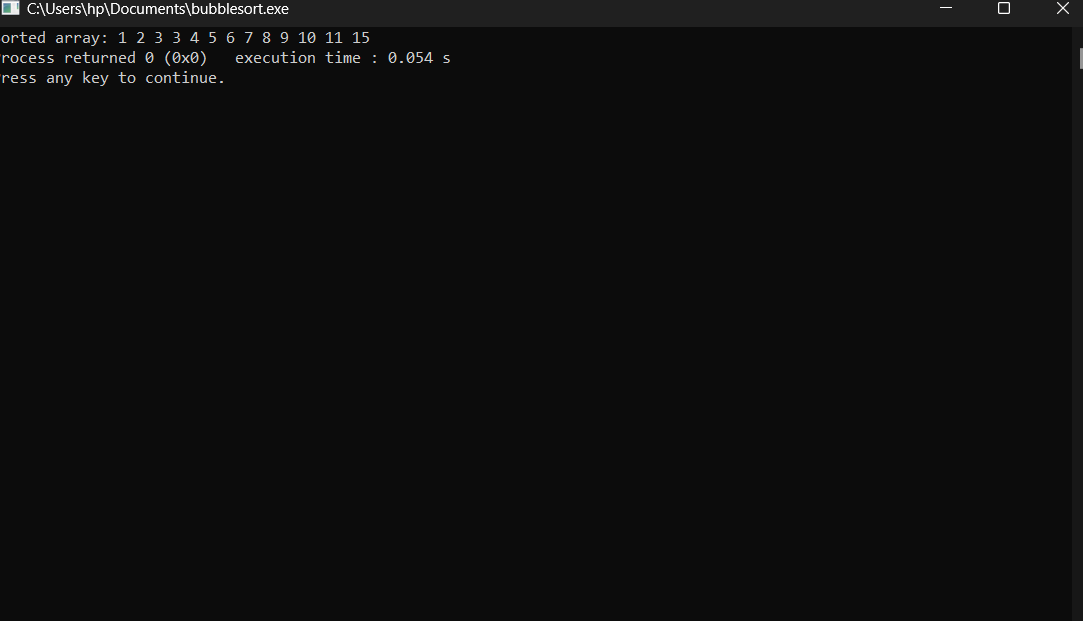 C:\Users\hp\Documents\bubblesort.exe
orted array: 1 2 3 3 4 5 6 7 8 9 10 11 15
rocess returned 0 (0x0)   execution time : 0.054 s
ress any key to continue.